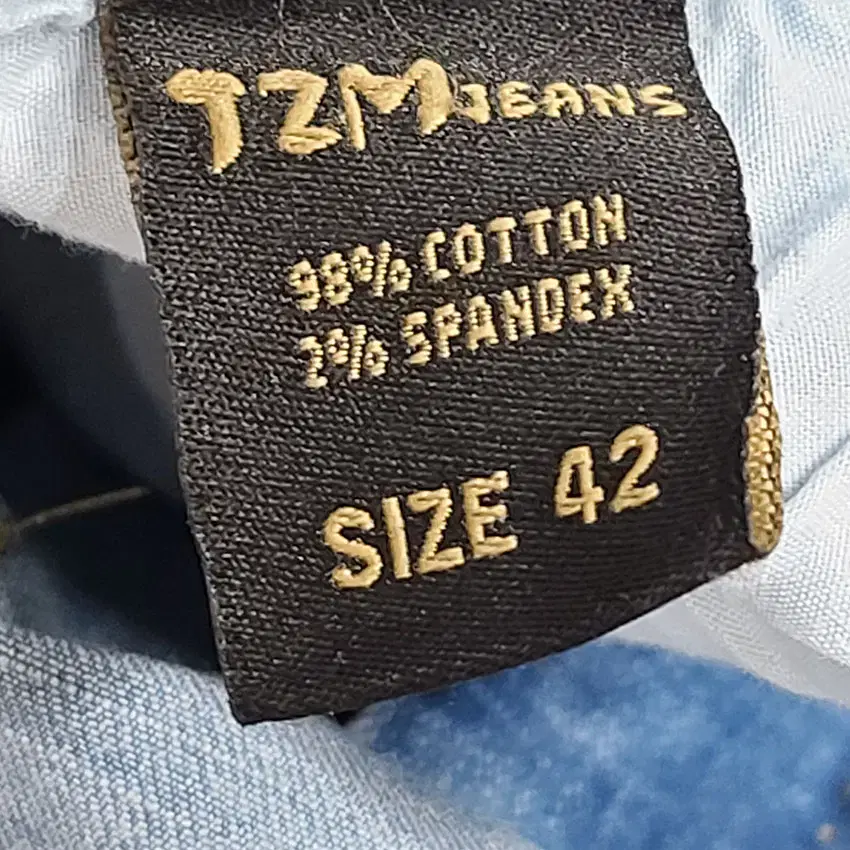 TZM JEANS
98% COTTON
2% SPANDEX
SIZE 42